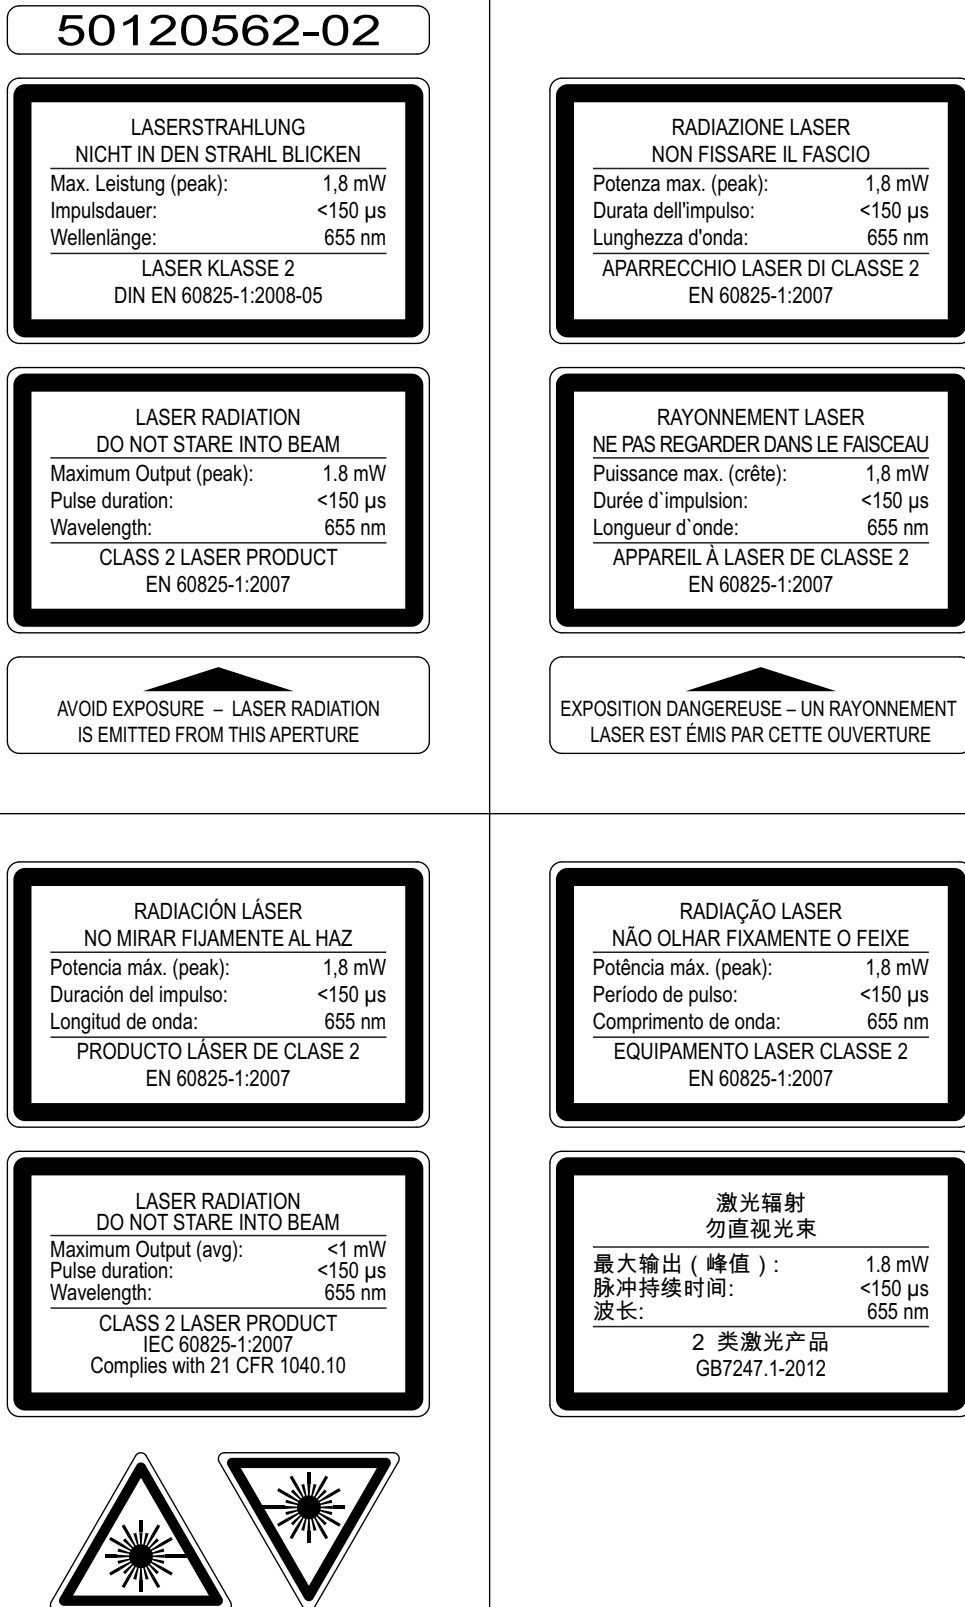 50120562-02
LASERSTRAHLUNG
NICHT IN DEN STRAHL BLICKEN
Max. Leistung (peak): 1,8 mW
Impulsdauer: <150 µs
Wellenlänge: 655 nm
LASER KLASSE 2
DIN EN 60825-1:2008-05
RADIAZIONE LASER
NON FISSARE IL FASCIO
Potenza max. (peak): 1,8 mW
Durata dell'impulso: <150 µs
Lunghezza d'onda: 655 nm
APARRECCHIO LASER DI CLASSE 2
EN 60825-1:2007
LASER RADIATION
DO NOT STARE INTO BEAM
Maximum Output (peak): 1.8 mW
Pulse duration: <150 µs
Wavelength: 655 nm
CLASS 2 LASER PRODUCT
EN 60825-1:2007
RAYONNEMENT LASER
NE PAS REGARDER DANS LE FAISCEAU
Puissance max. (crête): 1,8 mW
Durée d`impulsion: <150 µs
Longueur d`onde: 655 nm
APPAREIL À LASER DE CLASSE 2
EN 60825-1:2007
AVOID EXPOSURE – LASER RADIATION
IS EMITTED FROM THIS APERTURE
EXPOSITION DANGEREUSE – UN RAYONNEMENT
LASER EST ÉMIS PAR CETTE OUVERTURE
RADIACIÓN LÁSER
NO MIRAR FIJAMENTE AL HAZ
Potencia máx. (peak): 1,8 mW
Duración del impulso: <150 µs
Longitud de onda: 655 nm
PRODUCTO LÁSER DE CLASE 2
EN 60825-1:2007
RADIAÇÃO LASER
NÃO OLHAR FIXAMENTE O FEIXE
Potência máx. (peak): 1,8 mW
Período de pulso: <150 µs
Comprimento de onda: 655 nm
EQUIPAMENTO LASER CLASSE 2
EN 60825-1:2007
LASER RADIATION
DO NOT STARE INTO BEAM
Maximum Output (avg): <1 mW
Pulse duration: <150 µs
Wavelength: 655 nm
CLASS 2 LASER PRODUCT
IEC 60825-1:2007
Complies with 21 CFR 1040.10
激光辐射
勿直视光束
最大输出（峰值）: 1.8 mW
脉冲持续时间: <150 µs
波长: 655 nm
2 类激光产品
GB7247.1-2012